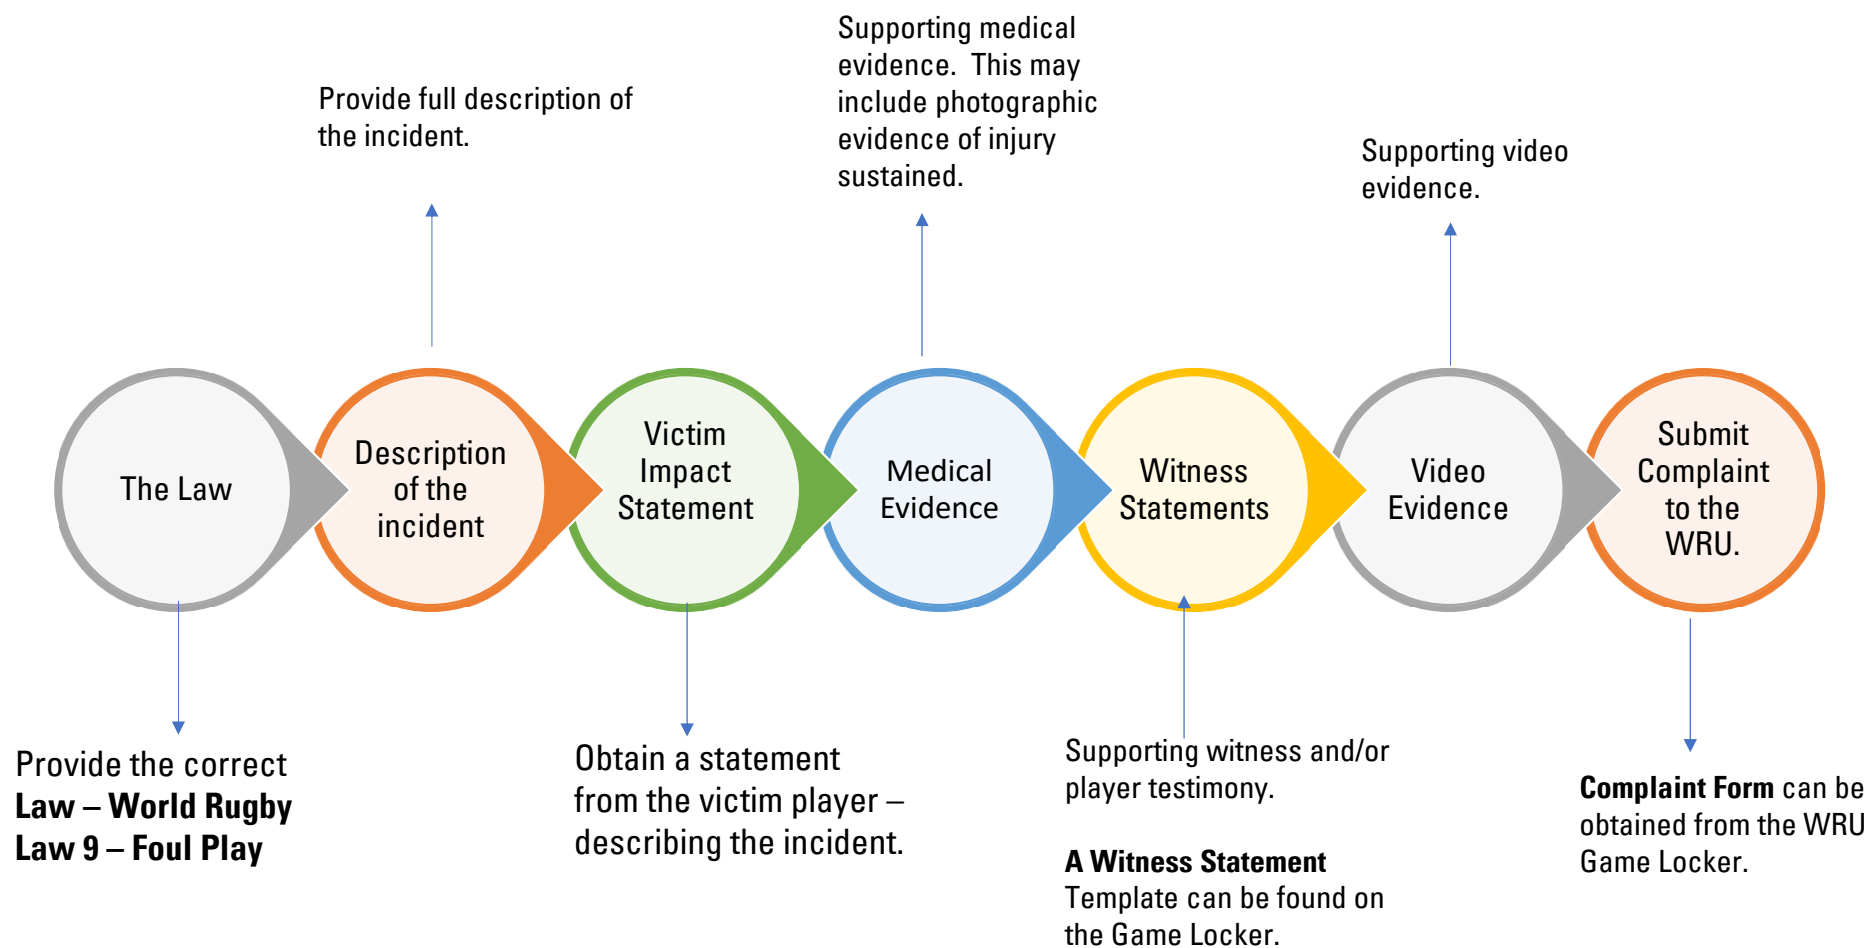 Supporting medical
evidence.  This may
include photographic
evidence of injury
sustained.
Provide full description of
the incident.
Supporting video
evidence.
The Law
Description
of the
incident
Victim
Impact
Statement
Medical
Evidence
Witness
Statements
Video
Evidence
Submit
Complaint
to the
WRU.
Provide the correct
Law – World Rugby
Law 9 – Foul Play
Obtain a statement
from the victim player –
describing the incident.
Supporting witness and/or
player testimony.
A Witness Statement
Template can be found on
the Game Locker.
Complaint Form can be
obtained from the WRU
Game Locker.